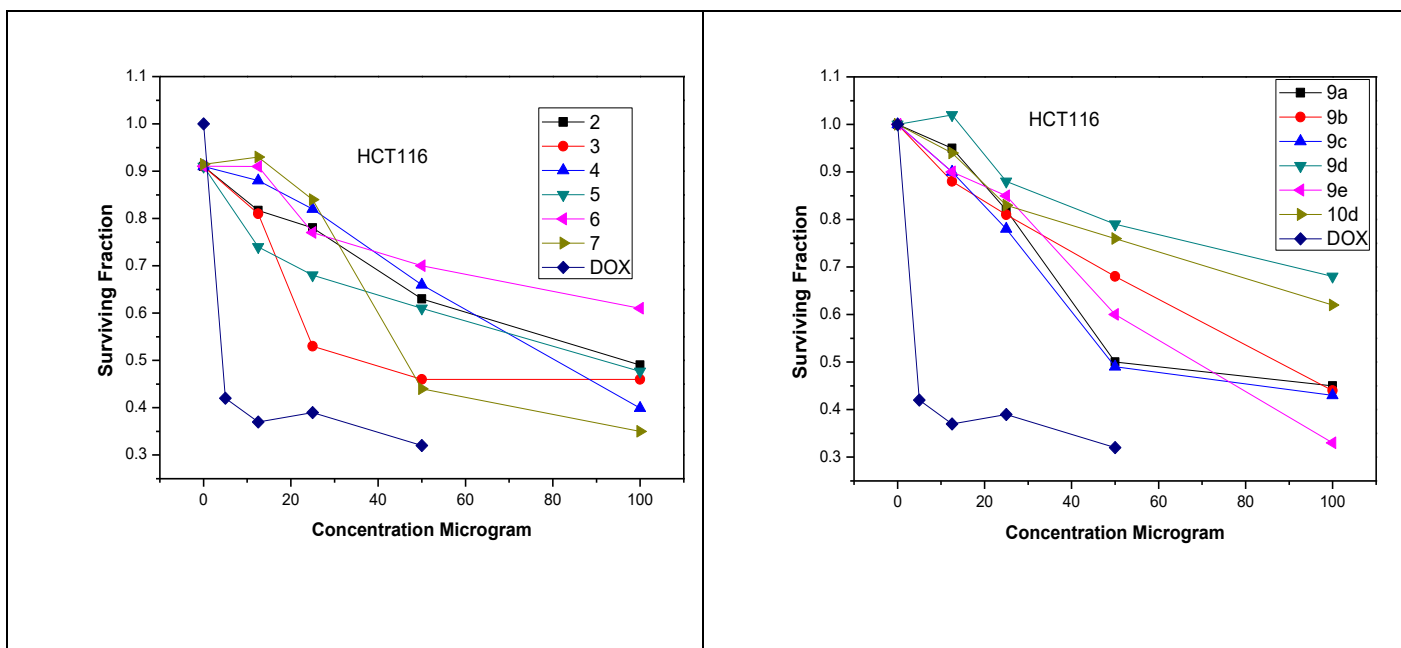 1.1
1.0
0.9
0.8
0.7
0.6
0.5
0.4
0.3
Surviving Fraction
HCT116
2
3
4
5
6
7
DOX
0 20 40 60 80 100
Concentration Microgram
1.1
1.0
0.9
0.8
0.7
0.6
0.5
0.4
0.3
Surviving Fraction
HCT116
9a
9b
9c
9d
9e
10d
DOX
0 20 40 60 80 100
Concentration Microgram